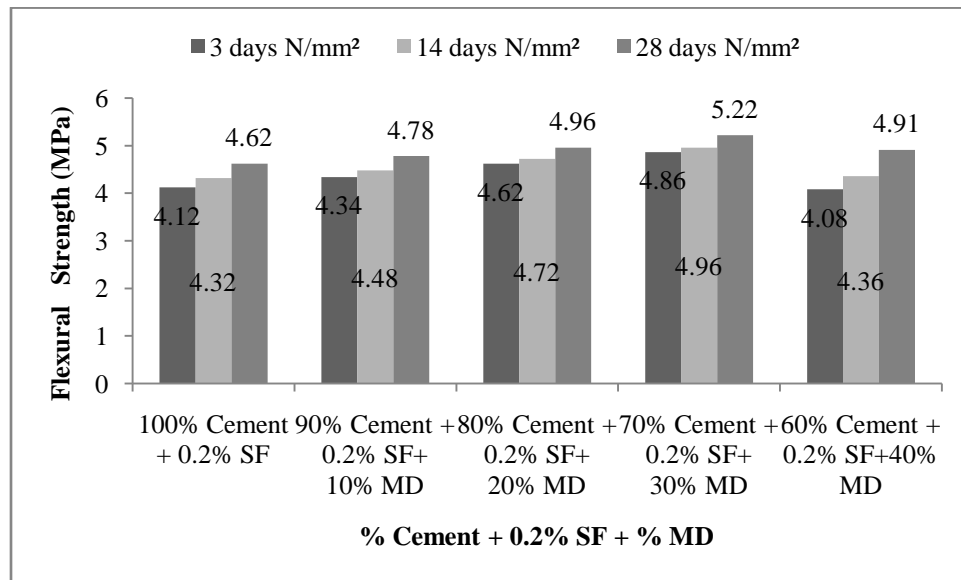 3 days N/mm²  14 days N/mm²  28 days N/mm²
Flexural Strength (MPa)
6
5
4
3
2
1
0
4.12
4.32
4.62
4.34
4.48
4.78
4.62
4.72
4.96
4.86
4.96
5.22
4.08
4.36
4.91
100% Cement
+ 0.2% SF
90% Cement +
0.2% SF+
10% MD
80% Cement +
0.2% SF+
20% MD
70% Cement +
0.2% SF+
30% MD
60% Cement +
0.2% SF+40%
MD
% Cement + 0.2% SF + % MD